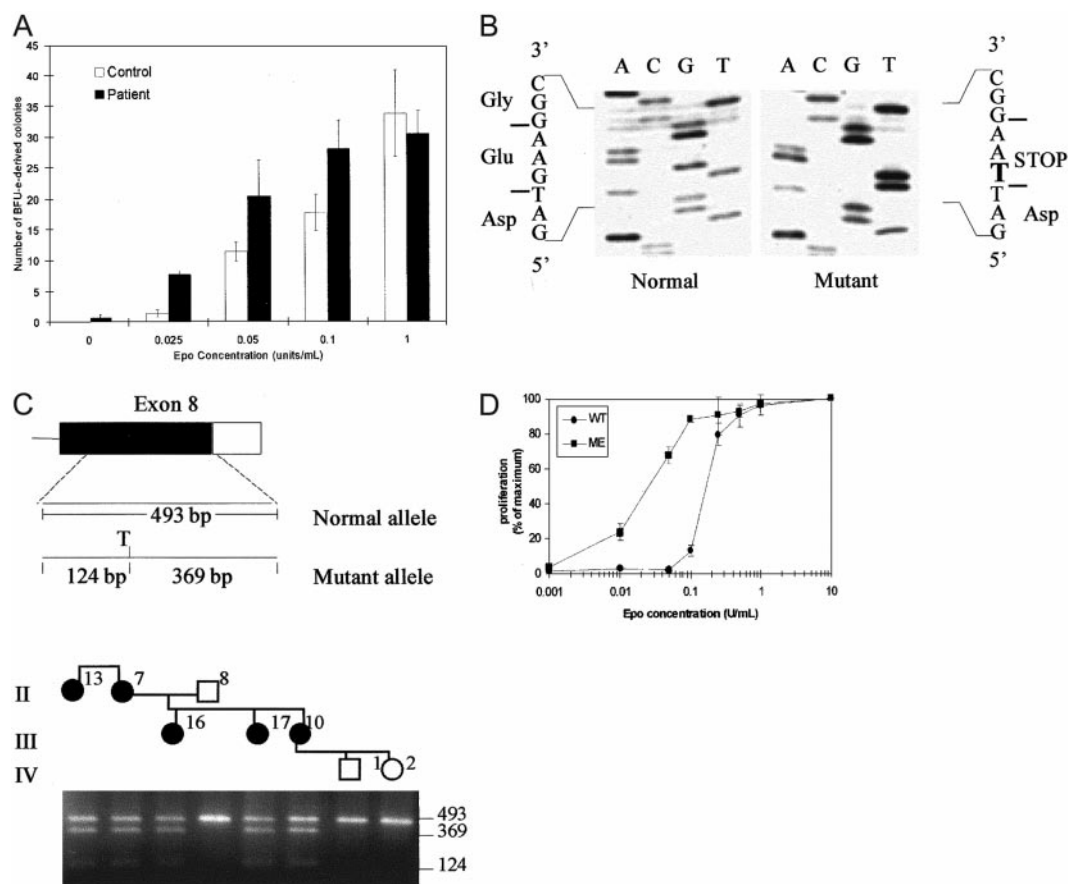 A
Number of BFU-e-derived colonies
45
40
35
30
25
20
15
10
5
0
Control
Patient
0 0.025 0.05 0.1 1
Epo Concentration (units/mL)
B
3'
A C G T
C
G
G
A
A
G
T
A
G
Gly
Glu
Asp
5'
Normal
A C G T
Mutant
3'
C
G
G
A
A
T
T
A
G
STOP
Asp
5'
C
Exon 8
493 bp
Normal allele
T
124 bp 369 bp
Mutant allele
II
13 7 8
III
16 17 10
IV
1 2
493
369
124
D
WT
ME
proliferation
(% of maximum)
100
80
60
40
20
0
0.001 0.01 0.1 1 10
Epo concentration (U/mL)